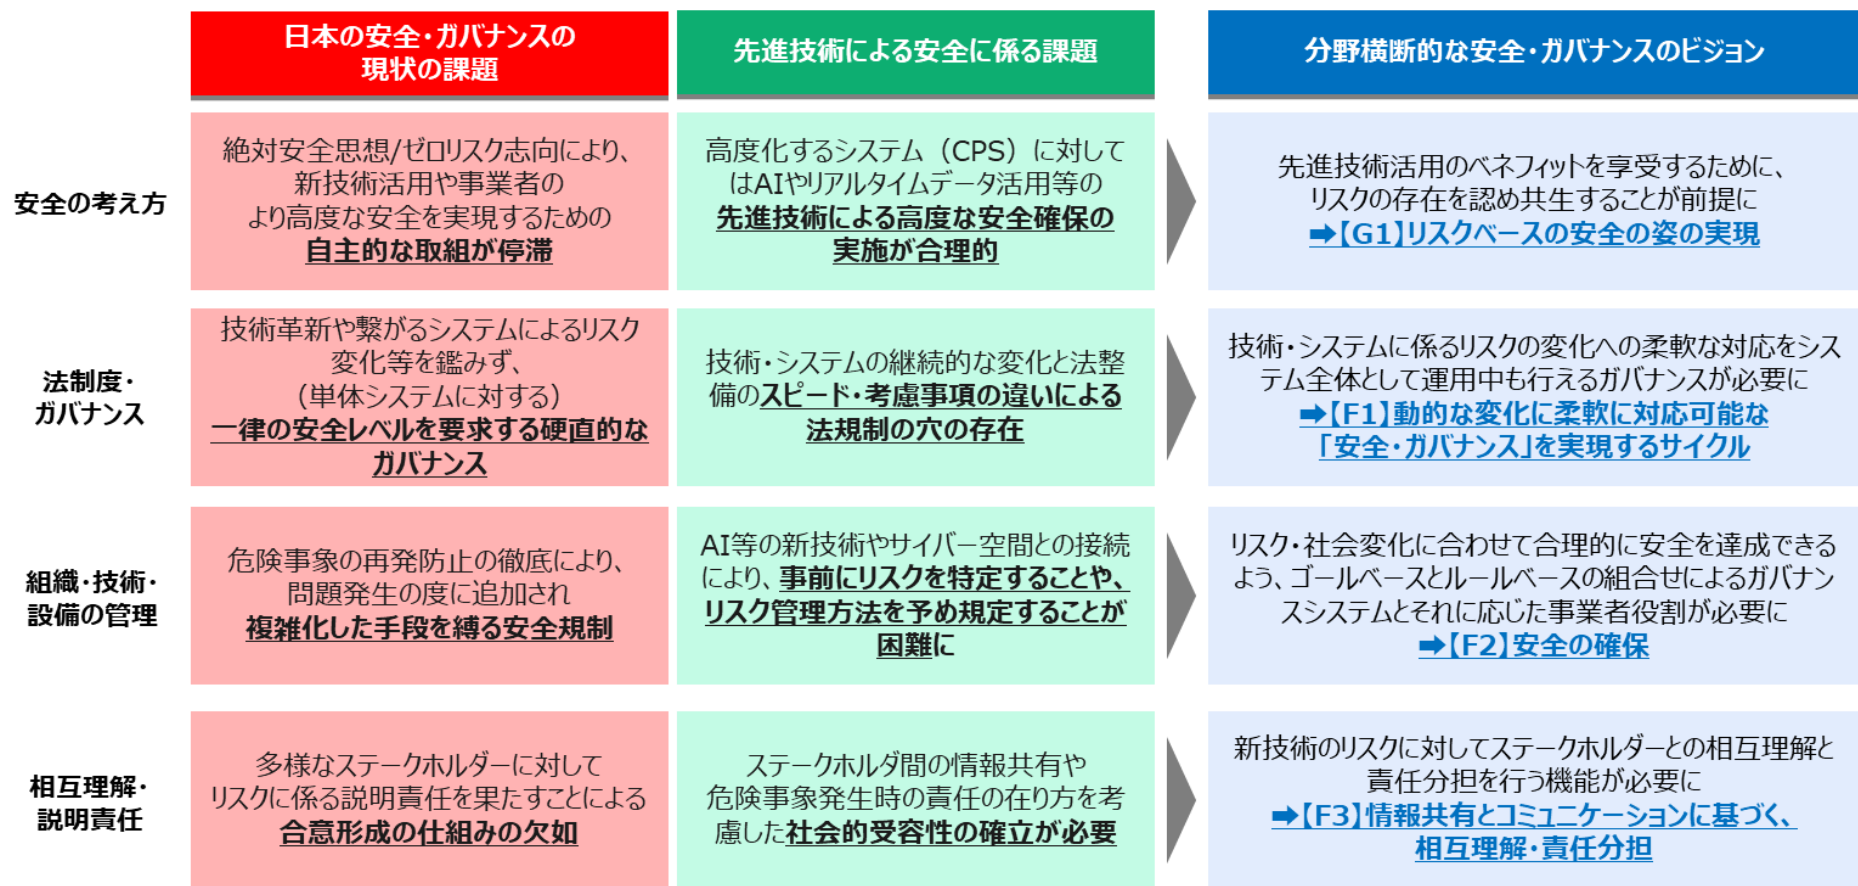 日本の安全・ガバナンスの
現状の課題
先進技術による安全に係る課題
分野横断的な安全・ガバナンスのビジョン
安全の考え方
絶対安全思想/ゼロリスク志向により、
新技術活用や事業者の
より高度な安全を実現するための
自主的な取組が停滞
高度化するシステム（CPS）に対して
はAIやリアルタイムデータ活用等の
先進技術による高度な安全確保の
実施が合理的
先進技術活用のベネフィットを享受するために、
リスクの存在を認め共生することが前提に
➡【G1】リスクベースの安全の姿の実現
法制度・
ガバナンス
技術革新や繋がるシステムによるリスク
変化等を鑑みず、
（単体システムに対する）
一律の安全レベルを要求する硬直的な
ガバナンス
技術・システムの継続的な変化と法整
備のスピード・考慮事項の違いによる
法規制の穴の存在
技術・システムに係るリスクの変化への柔軟な対応をシス
テム全体として運用中も行えるガバナンスが必要に
➡【F1】動的な変化に柔軟に対応可能な
「安全・ガバナンス」を実現するサイクル
組織・技術・
設備の管理
危険事象の再発防止の徹底により、
問題発生の度に追加され
複雑化した手段を縛る安全規制
AI等の新技術やサイバー空間との接続
により、事前にリスクを特定することや、
リスク管理方法を予め規定することが
困難に
リスク・社会変化に合わせて合理的に安全を達成できる
よう、ゴールベースとルールベースの組合せによるガバナン
スシステムとそれに応じた事業者役割が必要に
➡【F2】安全の確保
相互理解・
説明責任
多様なステークホルダーに対して
リスクに係る説明責任を果たすことによる
合意形成の仕組みの欠如
ステークホルダ間の情報共有や
危険事象発生時の責任の在り方を考
慮した社会的受容性の確立が必要
新技術のリスクに対してステークホルダーとの相互理解と
責任分担を行う機能が必要に
➡【F3】情報共有とコミュニケーションに基づく、
相互理解・責任分担